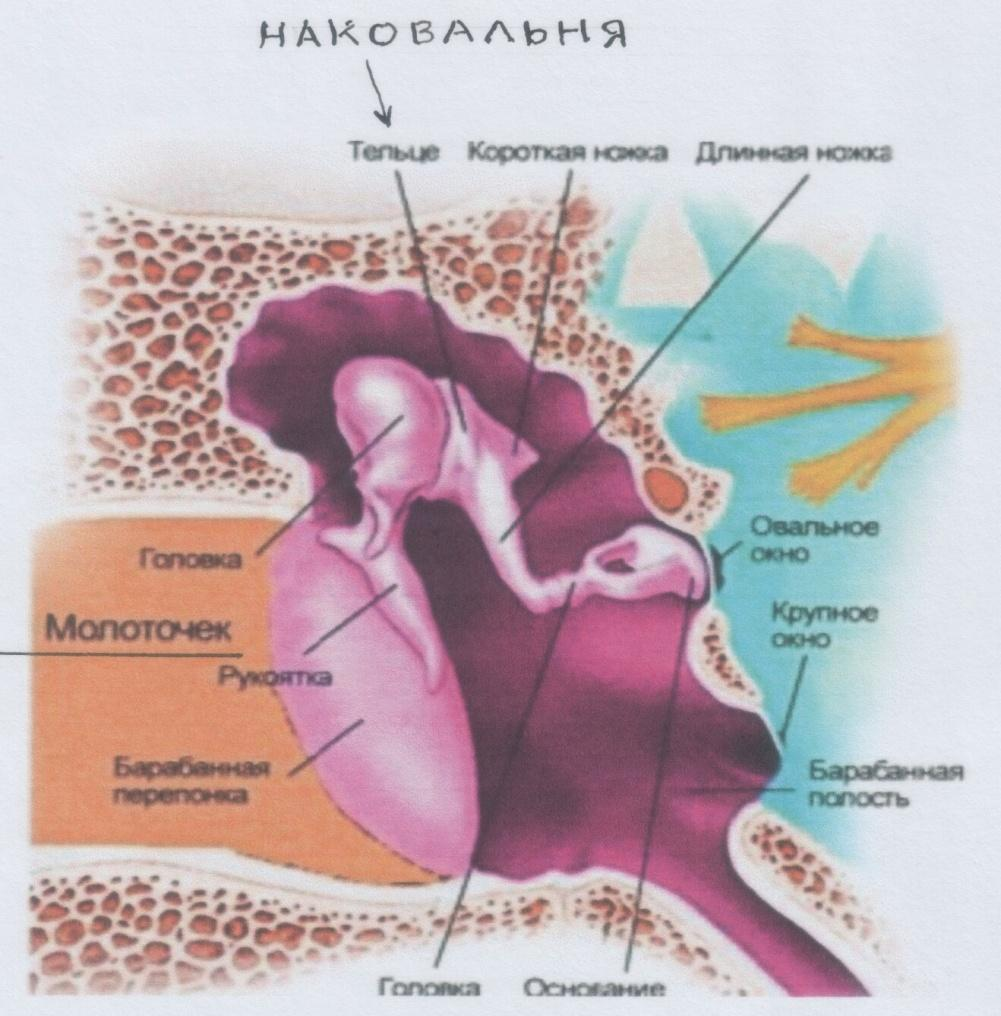 НАКОВАЛЬНЯ
Тельце Короткая ножка Длинная ножка
Овальное
окно
Головка
Крупное
окно
Молоточек
Рукоятка
Барабанная
перепонка
Барабанная
полость
Головка Основание